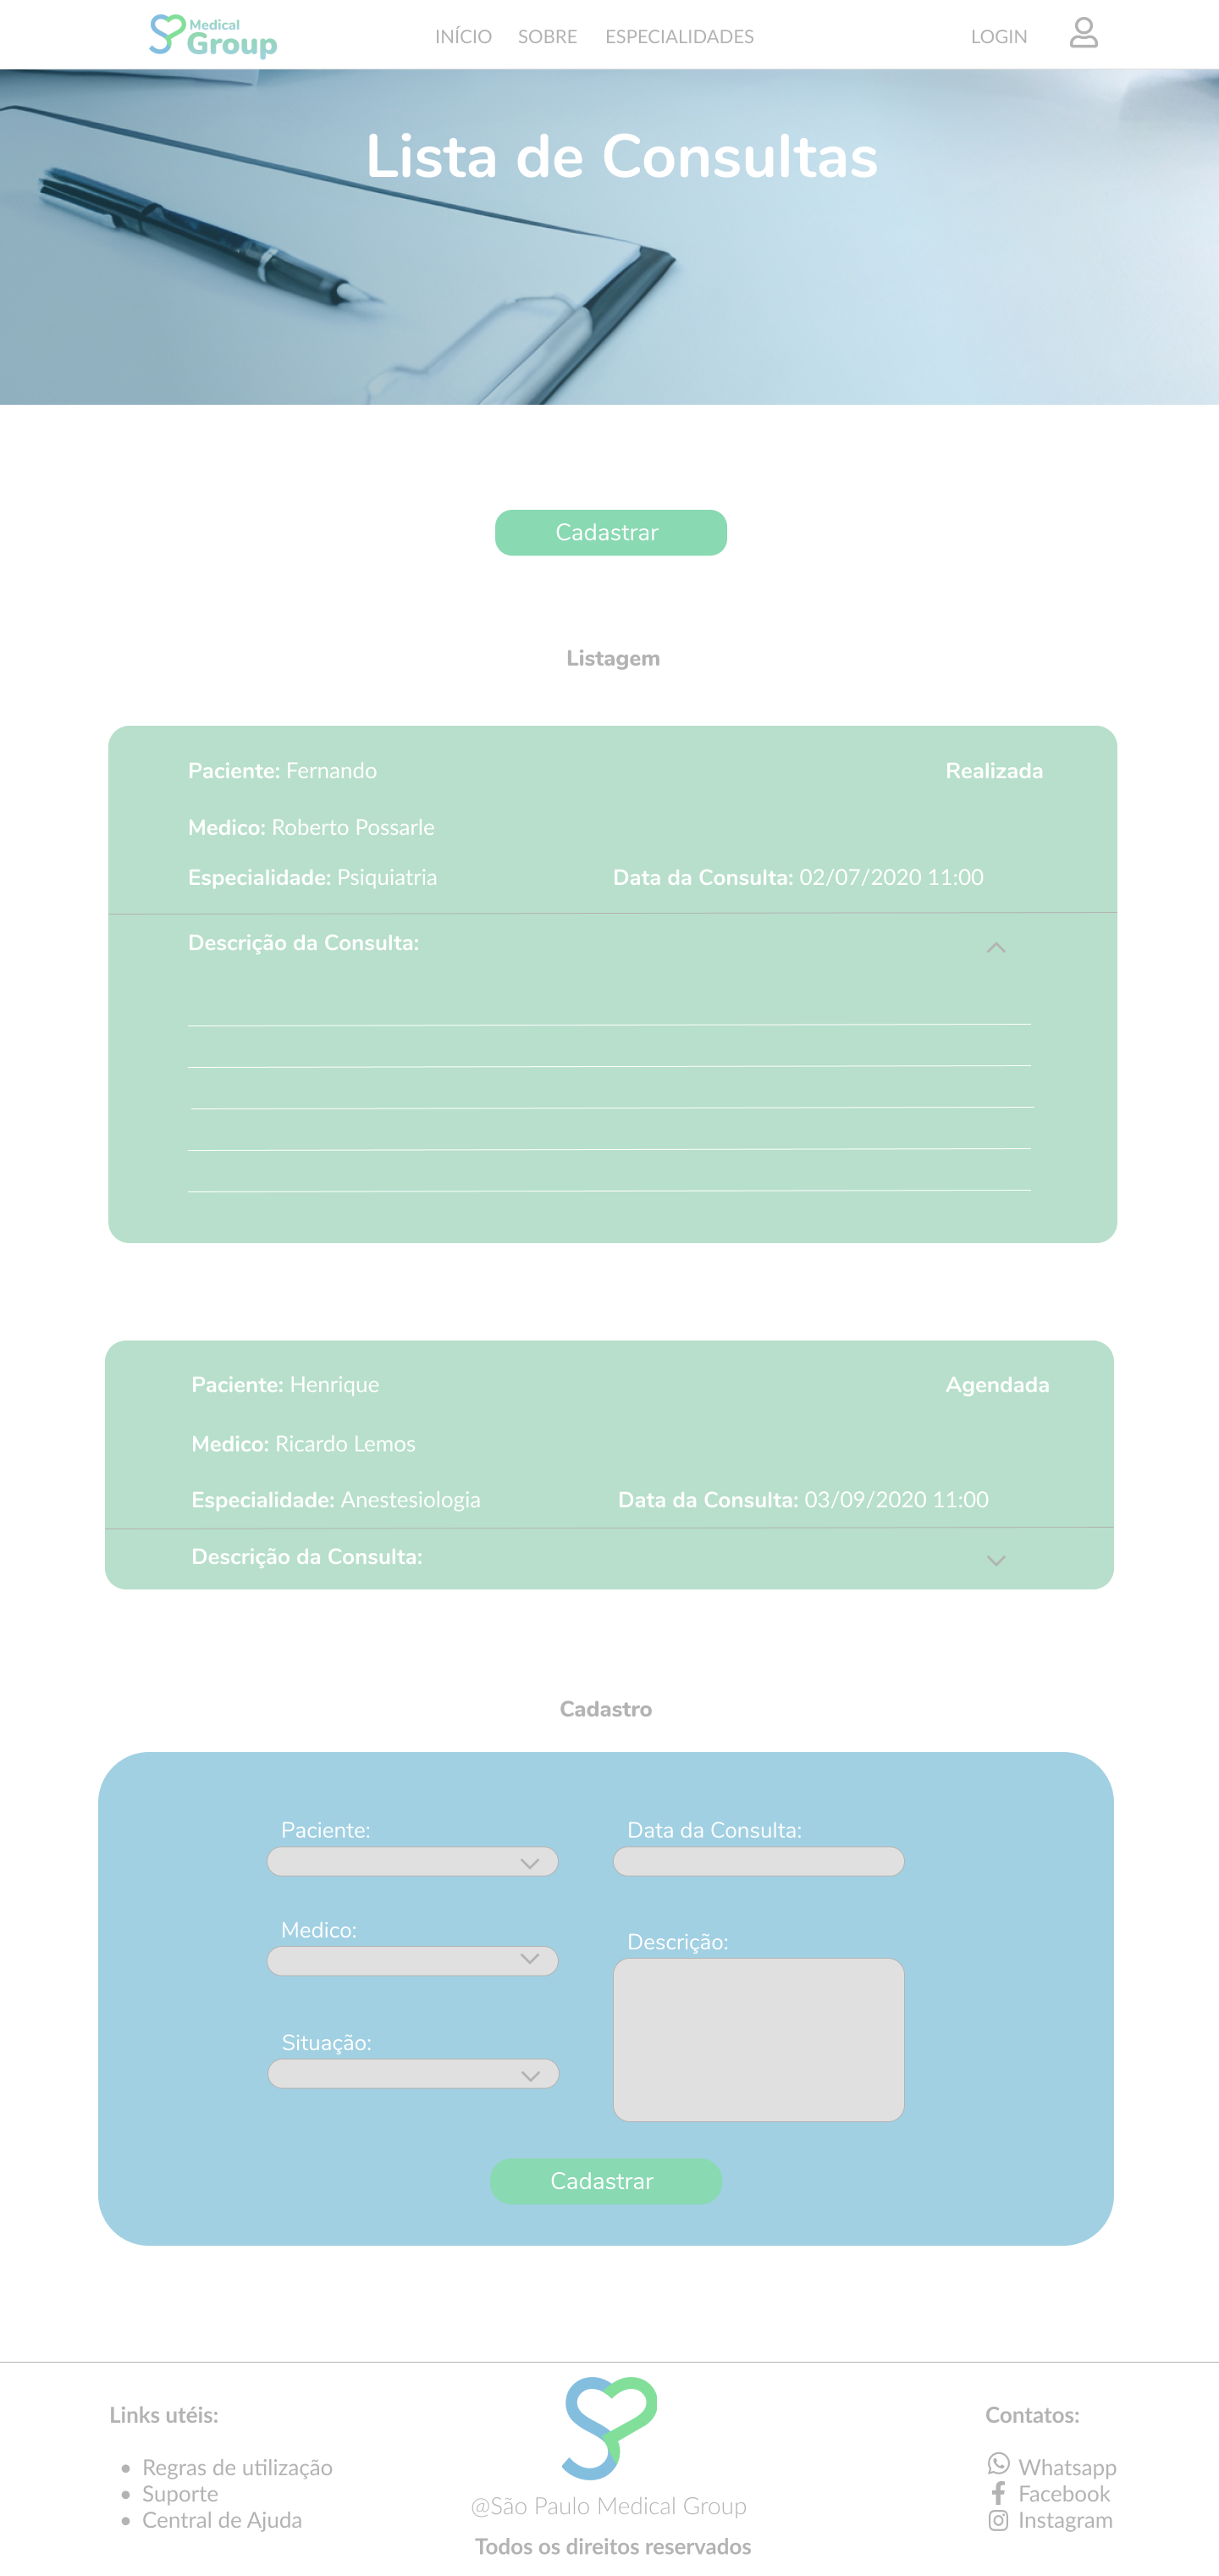 Medical
Group
INÍCIO SOBRE ESPECIALIDADES LOGIN
Lista de Consultas
Cadastrar
Listagem
Paciente: Fernando Realizada
Medico: Roberto Possarle
Especialidade: Psiquiatria Data da Consulta: 02/07/2020 11:00
Descrição da Consulta:
Paciente: Henrique Agendada
Medico: Ricardo Lemos
Especialidade: Anestesiologia Data da Consulta: 03/09/2020 11:00
Descrição da Consulta:
Cadastro
Paciente: Data da Consulta:
Medico:
Descrição:
Situação:
Cadastrar
Links utéis: Contatos:
• Regras de utilização Whatsapp
• Suporte Facebook
• Central de Ajuda Instagram
@São Paulo Medical Group
Todos os direitos reservados